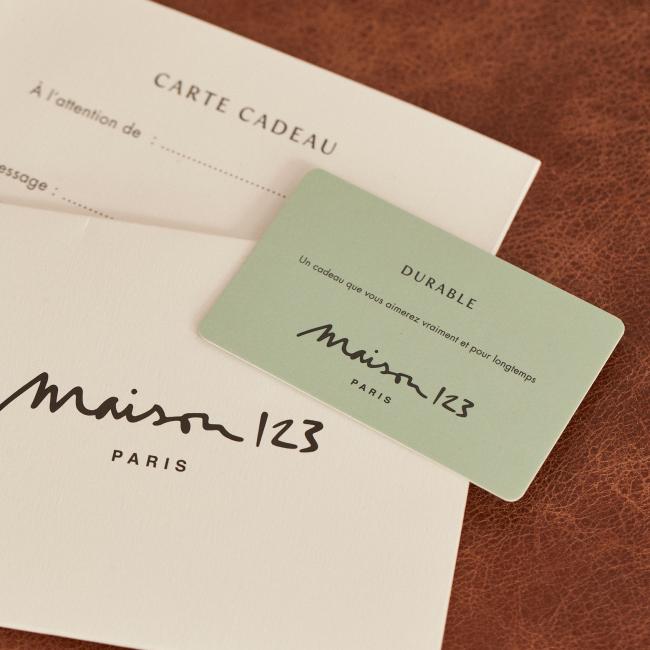 CARTE CADEAU
À l'attention de :
essage :
DURABLE
Un cadeau que vous aimerez vraiment et pour longtemps
maison 123
PARIS
maison 123
PARIS